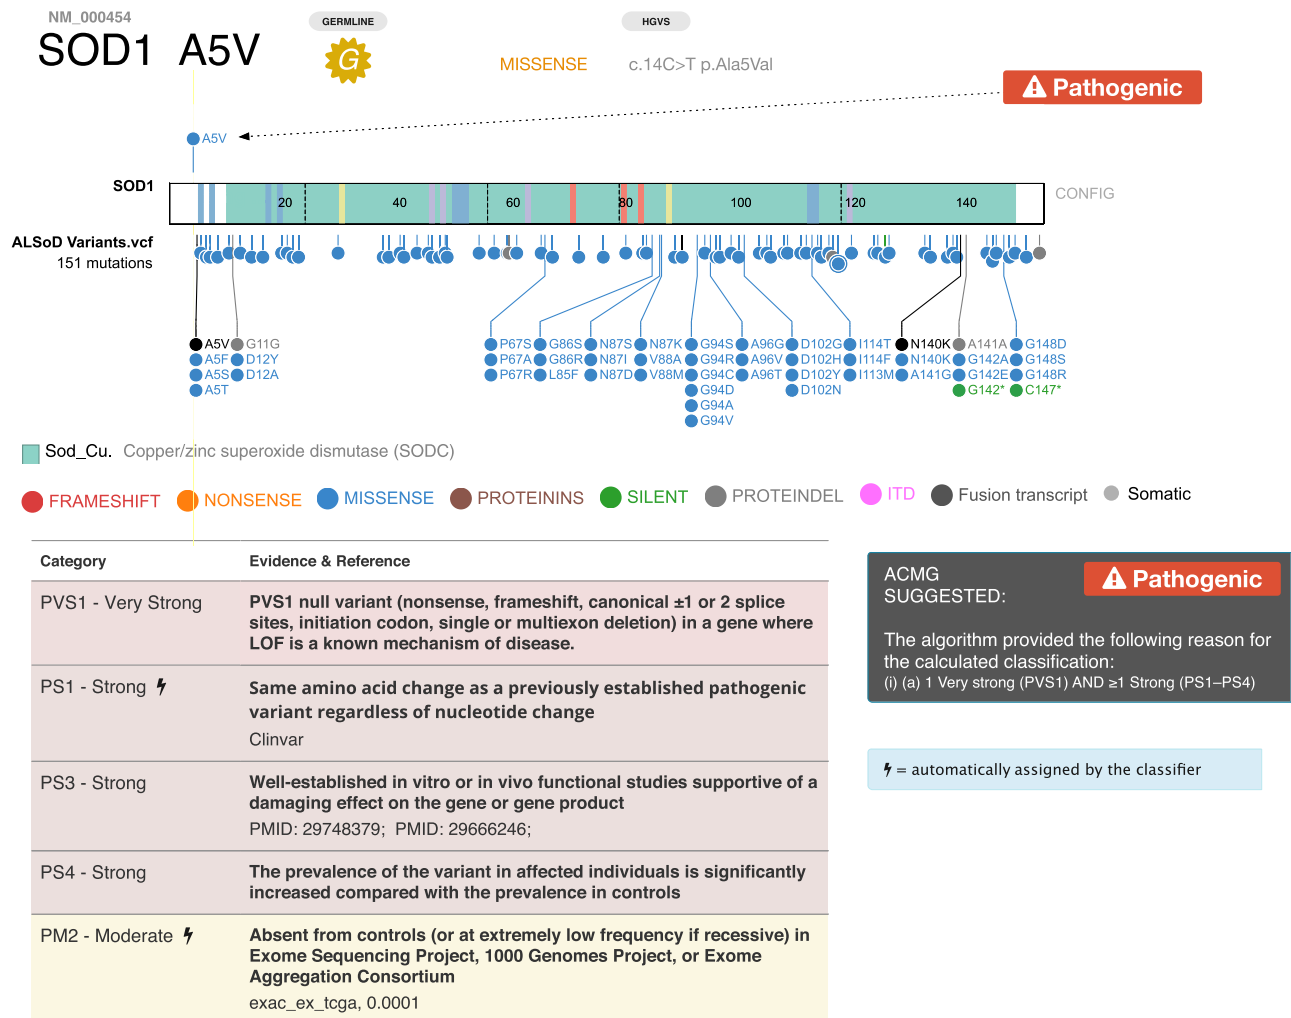 NM_000454
SOD1 A5V
GERMLINE
G
HGVS
MISSENSE
c.14C>T p.Ala5Val
Pathogenic
A5V
SOD1
20
40
60
80
100
120
140
CONFIG
ALSoD Variants.vcf
151 mutations
A5V
A5F
A5S
A5T
G11G
D12Y
D12A
P67S
P67A
P67R
G86S
G86R
L85F
N87S
N87I
N87D
N87K
V88A
V88M
G94S
G94R
G94C
G94D
G94A
G94V
A96G
A96V
A96T
D102G
D102H
D102Y
D102N
I114T
I114F
I113M
N140K
N140K
A141G
A141A
G142A
G142E
G142*
G148D
G148S
G148R
C147*
Sod_Cu. Copper/zinc superoxide dismutase (SODC)
FRAMESHIFT NONSENSE MISSENSE PROTEININS SILENT PROTEINDEL ITD Fusion transcript Somatic
Category Evidence & Reference
PVS1 - Very Strong
PVS1 null variant (nonsense, frameshift, canonical ±1 or 2 splice
sites, initiation codon, single or multiexon deletion) in a gene where
LOF is a known mechanism of disease.
PS1 - Strong
Same amino acid change as a previously established pathogenic
variant regardless of nucleotide change
Clinvar
PS3 - Strong
Well-established in vitro or in vivo functional studies supportive of a
damaging effect on the gene or gene product
PMID: 29748379; PMID: 29666246;
PS4 - Strong
The prevalence of the variant in affected individuals is significantly
increased compared with the prevalence in controls
PM2 - Moderate
Absent from controls (or at extremely low frequency if recessive) in
Exome Sequencing Project, 1000 Genomes Project, or Exome
Aggregation Consortium
exac_ex_tcga, 0.0001
ACMG
SUGGESTED:
Pathogenic
The algorithm provided the following reason for
the calculated classification:
(i) (a) 1 Very strong (PVS1) AND ≥1 Strong (PS1–PS4)
= automatically assigned by the classifier